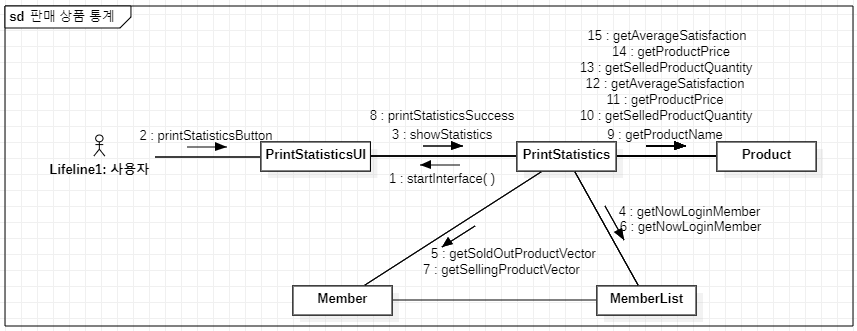 sd 판매 상품 통계
15 : getAverageSatisfaction
14 : getProductPrice
13 : getSelledProductQuantity
12 : getAverageSatisfaction
11 : getProductPrice
10 : getSelledProductQuantity
9 : getProductName
8 : printStatisticsSuccess
3 : showStatistics
2 : printStatisticsButton
PrintStatisticsUI
PrintStatistics
Product
Lifeline1: 사용자
1 : startInterface( )
4 : getNowLoginMember
6 : getNowLoginMember
5 : getSoldOutProductVector
7 : getSellingProductVector
Member
MemberList